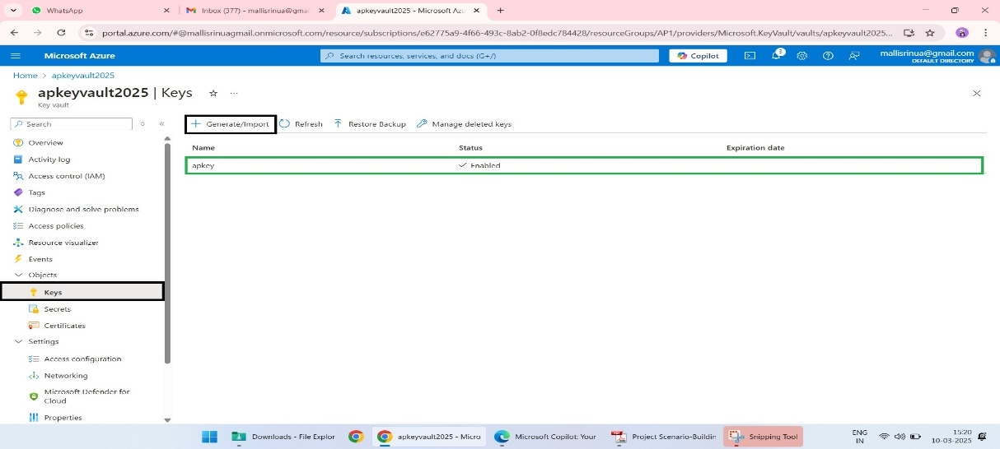 WhatsApp
Inbox (377) - mallisrinua@gmai
apkeyvault2025 - Microsoft Azu
portal.azure.com/#@mallisrinuagmail.onmicrosoft.com/resource/subscriptions/e62775a9-4f66-493c-8ab2-0f8edc784428/resourceGroups/AP1/providers/Microsoft.KeyVault/vaults/apkeyvault2025...
Microsoft Azure
Search resources, services, and docs (G+/)
Copilot
3
mallisrinua@gmail.com
DEFAULT DIRECTORY
Home > apkeyvault2025
apkeyvault2025 | Keys
Key vault
Search
Generate/Import
Refresh
Restore Backup
Manage deleted keys
Overview
Activity log
Access control (IAM)
Tags
Diagnose and solve problems
Access policies
Resource visualizer
Events
Objects
Keys
Secrets
Certificates
Settings
Access configuration
Networking
Microsoft Defender for
Cloud
Properties
Name Status Expiration date
apkey Enabled
Downloads - File Explor
apkeyvault2025 - Micro
Microsoft Copilot: Your
Project Scenario-Buildin
Snipping Tool
ENG
IN
15:20
10-03-2025